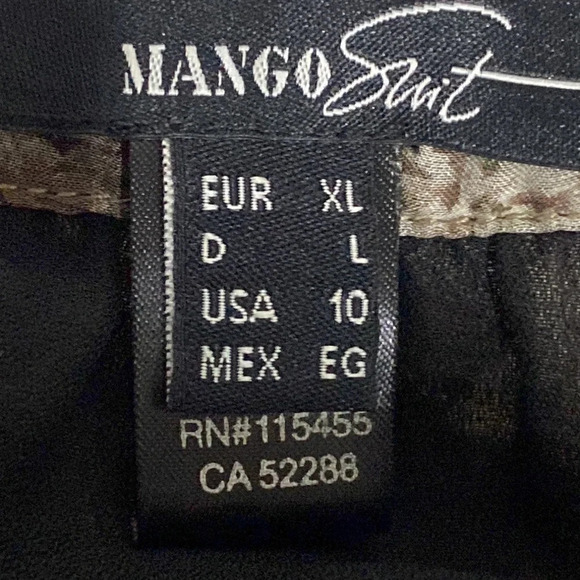 MANGO Suit
EUR XL
D L
USA 10
MEX EG
RN#115455
CA 52288